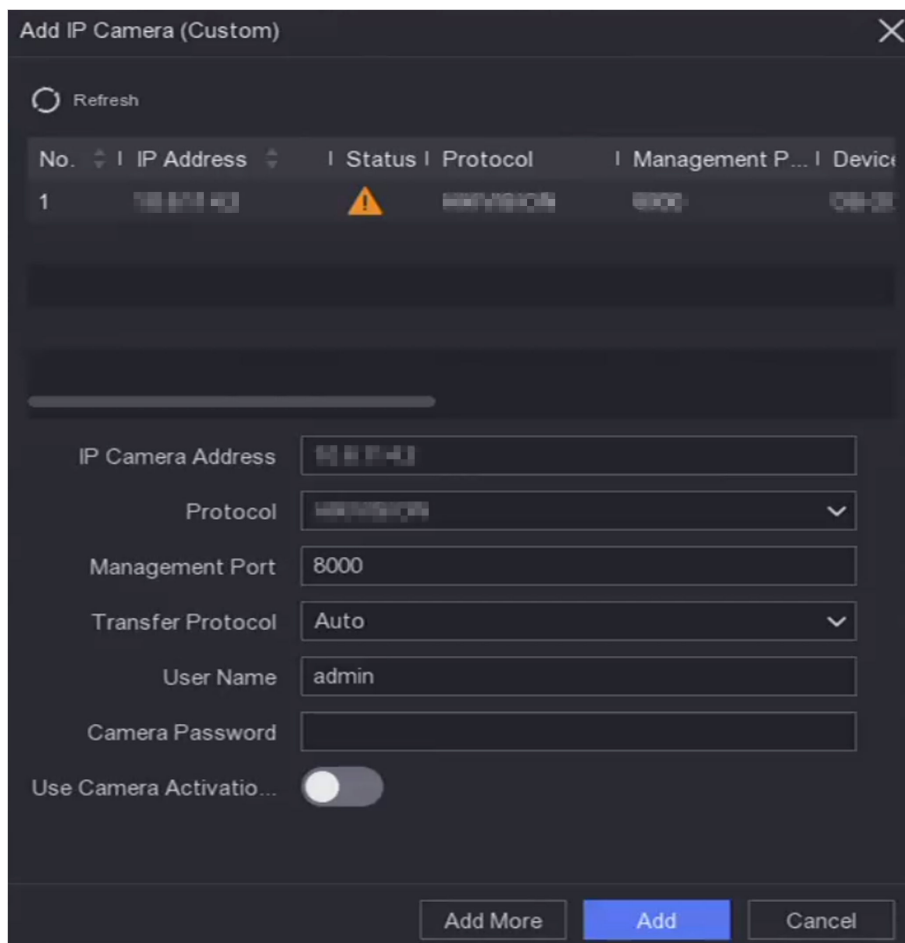 Add IP Camera (Custom)
Refresh
No. IP Address Status Protocol Management P... Device
1
IP Camera Address
Protocol
Management Port 8000
Transfer Protocol Auto
User Name admin
Camera Password
Use Camera Activatio...
Add More Add Cancel